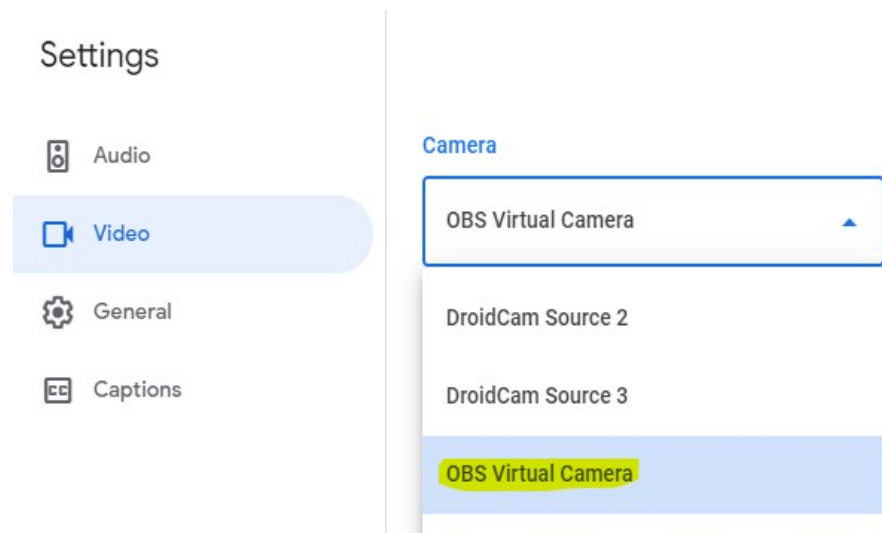 Settings
Audio
Video
General
Captions
Camera
OBS Virtual Camera
DroidCam Source 2
DroidCam Source 3
OBS Virtual Camera